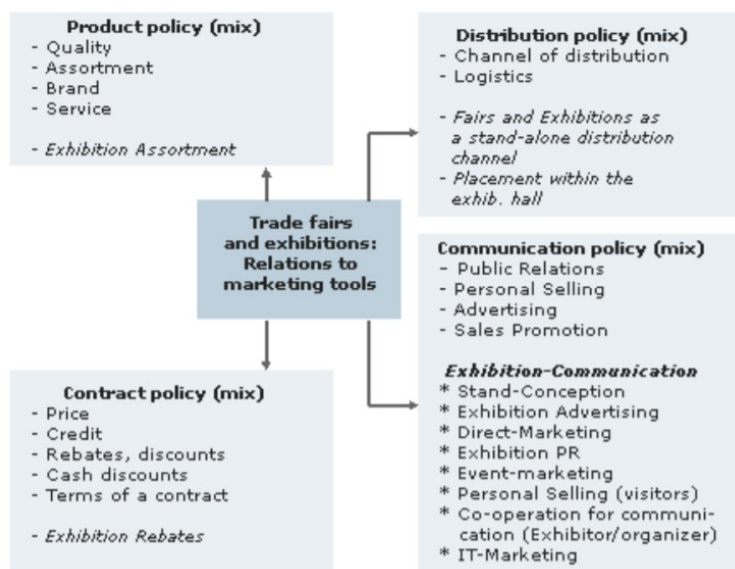 Product policy (mix)
- Quality
- Assortment
- Brand
- Service
- Exhibition Assortment
Distribution policy (mix)
- Channel of distribution
- Logistics
- Fairs and Exhibitions as
a stand-alone distribution
channel
- Placement within the
exhib. hall
Trade fairs
and exhibitions:
Relations to
marketing tools
Communication policy (mix)
- Public Relations
- Personal Selling
- Advertising
- Sales Promotion
Exhibition-Communication
* Stand-Conception
* Exhibition Advertising
* Direct-Marketing
* Exhibition PR
* Event-marketing
* Personal Selling (visitors)
* Co-operation for communi-
cation (Exhibitor/organizer)
* IT-Marketing
Contract policy (mix)
- Price
- Credit
- Rebates, discounts
- Cash discounts
- Terms of a contract
- Exhibition Rebates